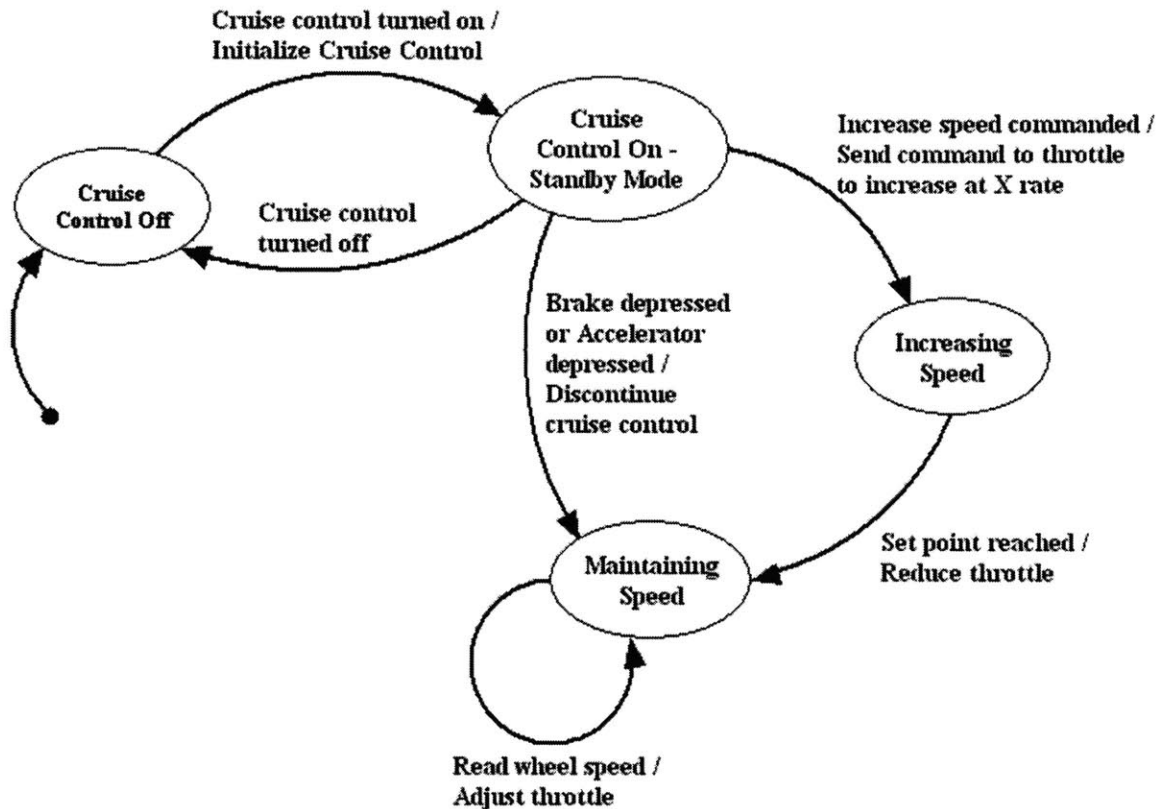 Cruise control turned on /
Initialize Cruise Control
Cruise
Control On -
Standby Mode
Increase speed commanded /
Send command to throttle
to increase at X rate
Cruise
Control Off
Cruise control
turned off
Brake depressed
or Accelerator
depressed /
Discontinue
cruise control
Increasing
Speed
Set point reached /
Reduce throttle
Maintaining
Speed
Read wheel speed /
Adjust throttle